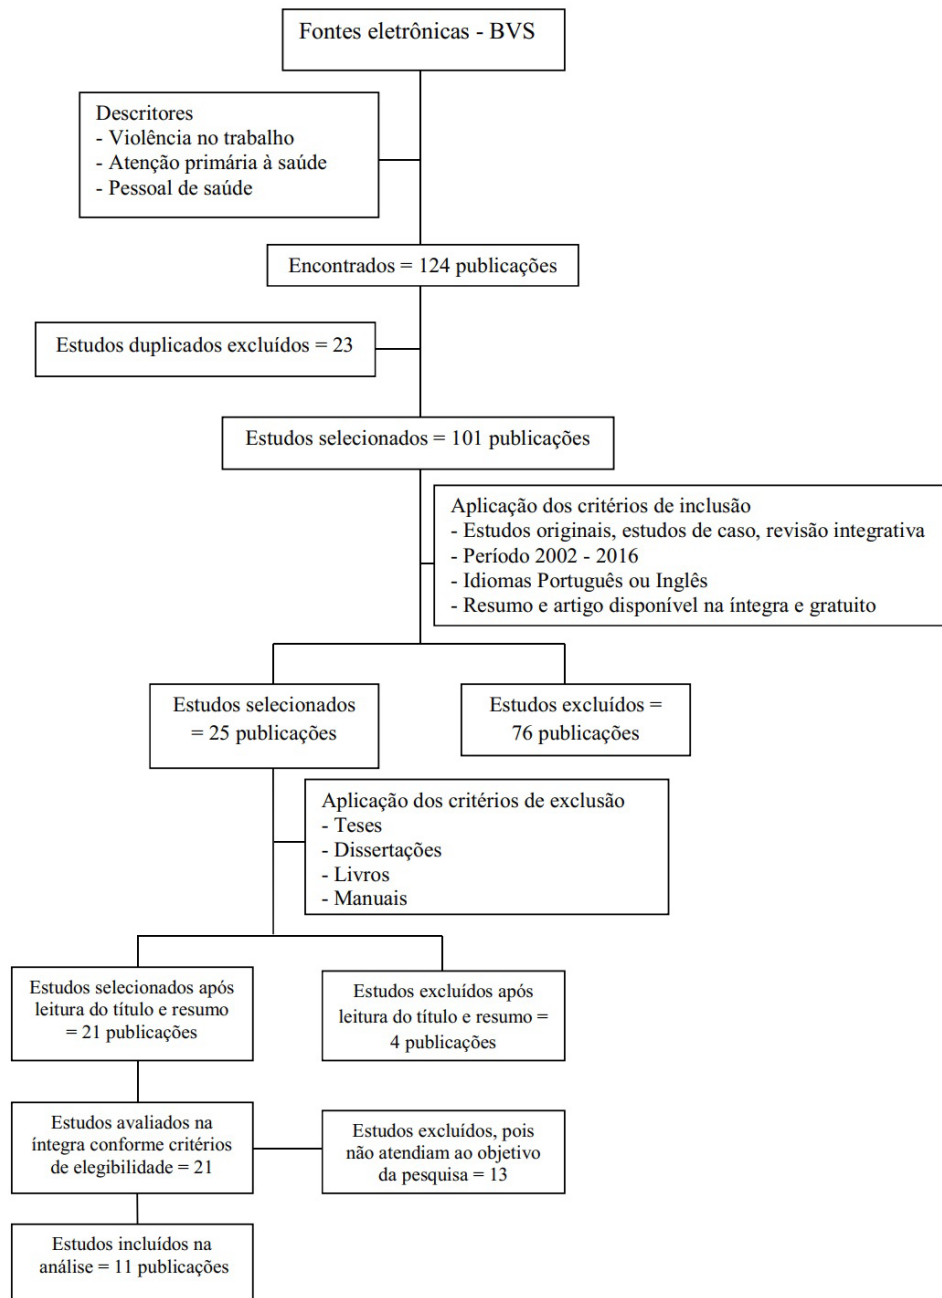 Fontes eletrônicas - BVS
Descritores
- Violência no trabalho
- Atenção primária à saúde
- Pessoal de saúde
Encontrados = 124 publicações
Estudos duplicados excluídos = 23
Estudos selecionados = 101 publicações
Aplicação dos critérios de inclusão
- Estudos originais, estudos de caso, revisão integrativa
- Período 2002 - 2016
- Idiomas Português ou Inglês
- Resumo e artigo disponível na íntegra e gratuito
Estudos selecionados
= 25 publicações
Estudos excluídos =
76 publicações
Aplicação dos critérios de exclusão
- Teses
- Dissertações
- Livros
- Manuais
Estudos selecionados após
leitura do título e resumo
= 21 publicações
Estudos excluídos após
leitura do título e resumo =
4 publicações
Estudos avaliados na
íntegra conforme critérios
de elegibilidade = 21
Estudos excluídos, pois
não atendiam ao objetivo
da pesquisa = 13
Estudos incluídos na
análise = 11 publicações